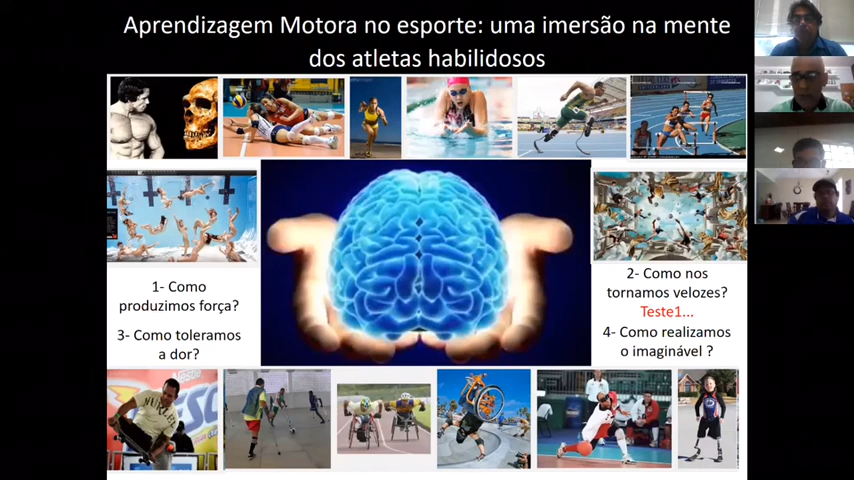 Aprendizagem Motora no esporte: uma imersão na mente
dos atletas habilidosos
1- Como
produzimos força?
2- Como nos
tornamos velozes?
Teste1...
3- Como toleramos
a dor?
4- Como realizamos
o imaginável ?